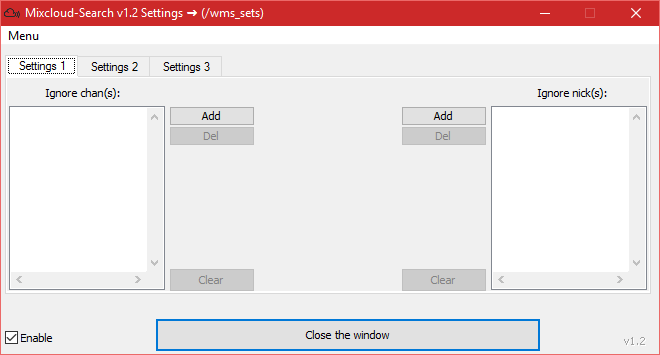 Mixcloud-Search v1.2 Settings ➔ (/wms_sets)
Menu
Settings 1 Settings 2 Settings 3
Ignore chan(s): Ignore nick(s):
Add Add
Del Del
Clear Clear
Enable Close the window v1.2